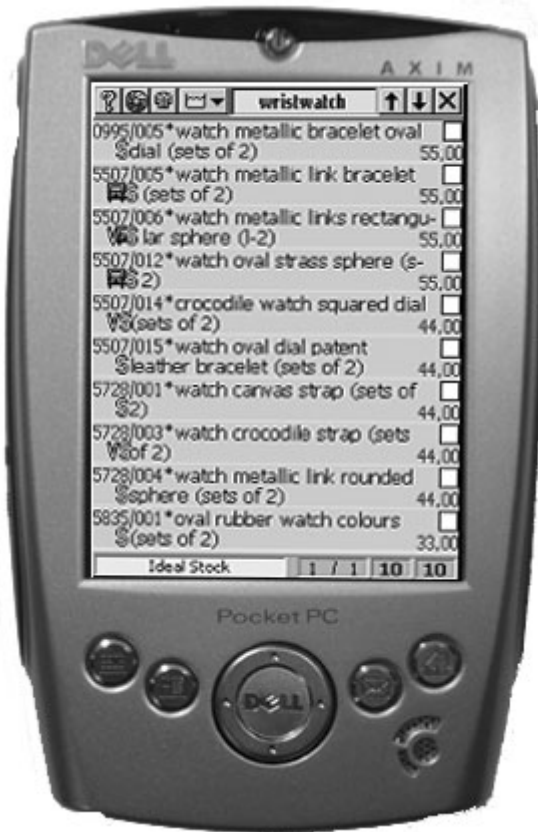 DELL
AXIM
? wristwatch
0995/005*watch metallic bracelet oval
S dial (sets of 2) 55,00
5507/005*watch metallic link bracelet
S (sets of 2) 55,00
5507/006*watch metallic links rectangu-
VS lar sphere (l-2) 55,00
5507/012*watch oval strass sphere (s-
S 2) 55,00
5507/014*crocodile watch squared dial
VS (sets of 2) 44,00
5507/015*watch oval dial patent
S leather bracelet (sets of 2) 44,00
5728/001*watch canvas strap (sets of
S 2) 44,00
5728/003*watch crocodile strap (sets
VS of 2) 44,00
5728/004*watch metallic link rounded
S sphere (sets of 2) 44,00
5835/001*oval rubber watch colours
S (sets of 2) 33,00
Ideal Stock 1 / 1 10 10
Pocket PC
DELL